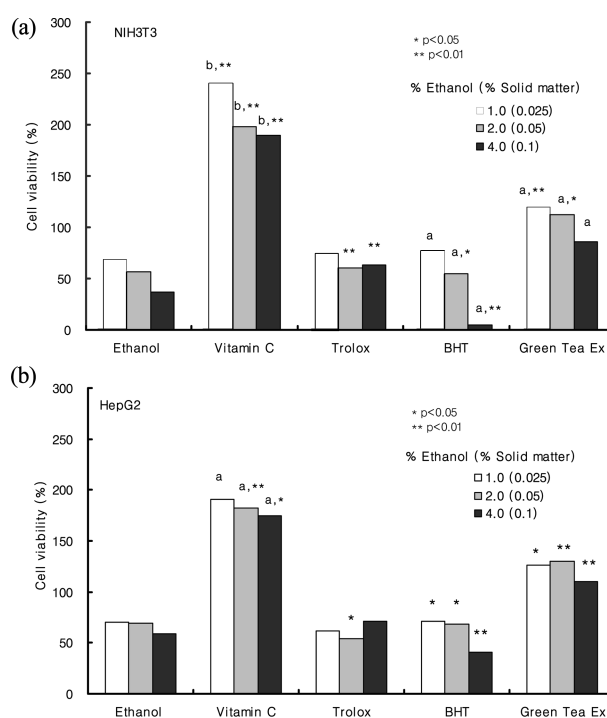 (a)
NIH3T3
* p<0.05
** p<0.01
% Ethanol (% Solid matter)
1.0 (0.025)
2.0 (0.05)
4.0 (0.1)
Cell viability (%)
300
250
200
150
100
50
0
b,**
b,**
b,**
**
**
a
a,*
a,**
a,**
a,*
a
Ethanol Vitamin C Trolox BHT Green Tea Ex
(b)
HepG2
* p<0.05
** p<0.01
% Ethanol (% Solid matter)
1.0 (0.025)
2.0 (0.05)
4.0 (0.1)
Cell viability (%)
300
250
200
150
100
50
0
a
a,**
a,*
*
*
*
**
*
**
**
Ethanol Vitamin C Trolox BHT Green Tea Ex